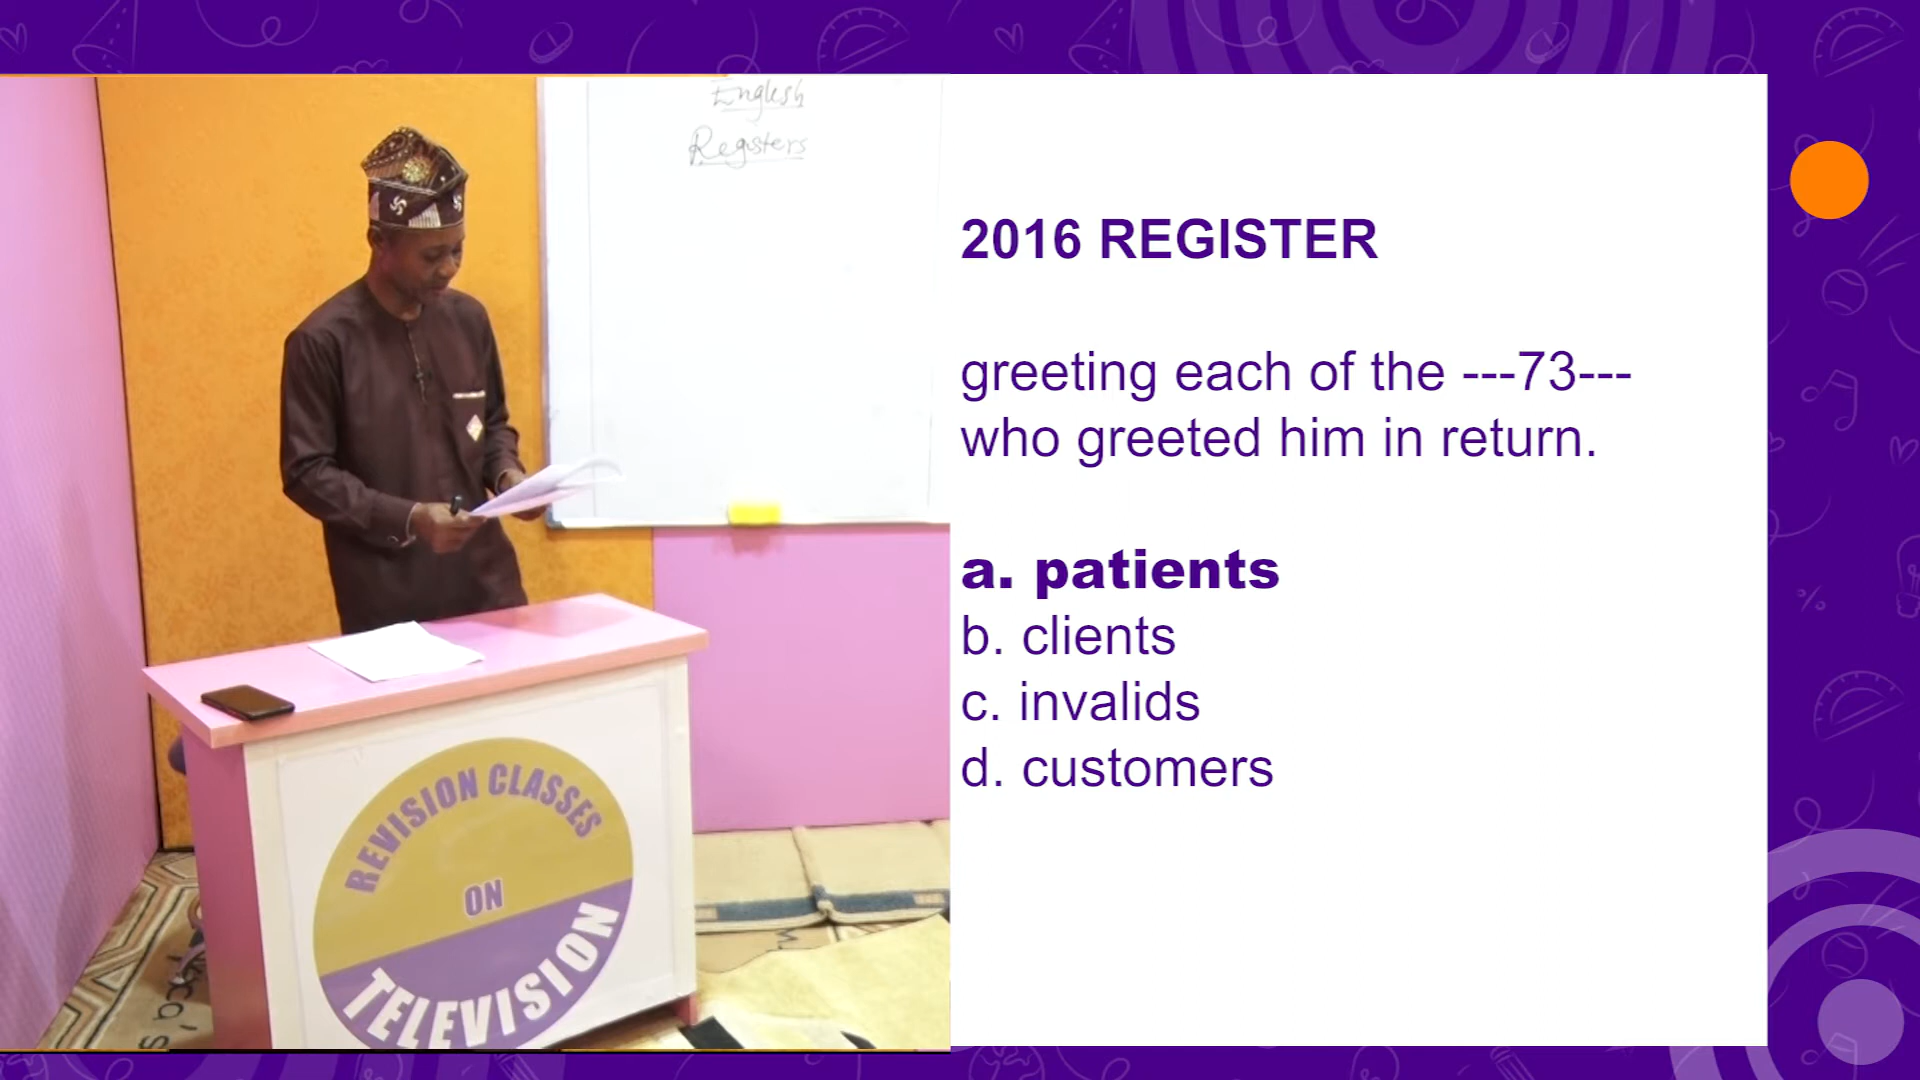 English
Registers
2016 REGISTER
greeting each of the ---73---
who greeted him in return.
a. patients
b. clients
c. invalids
d. customers
REVISION CLASSES
ON
TELEVISION